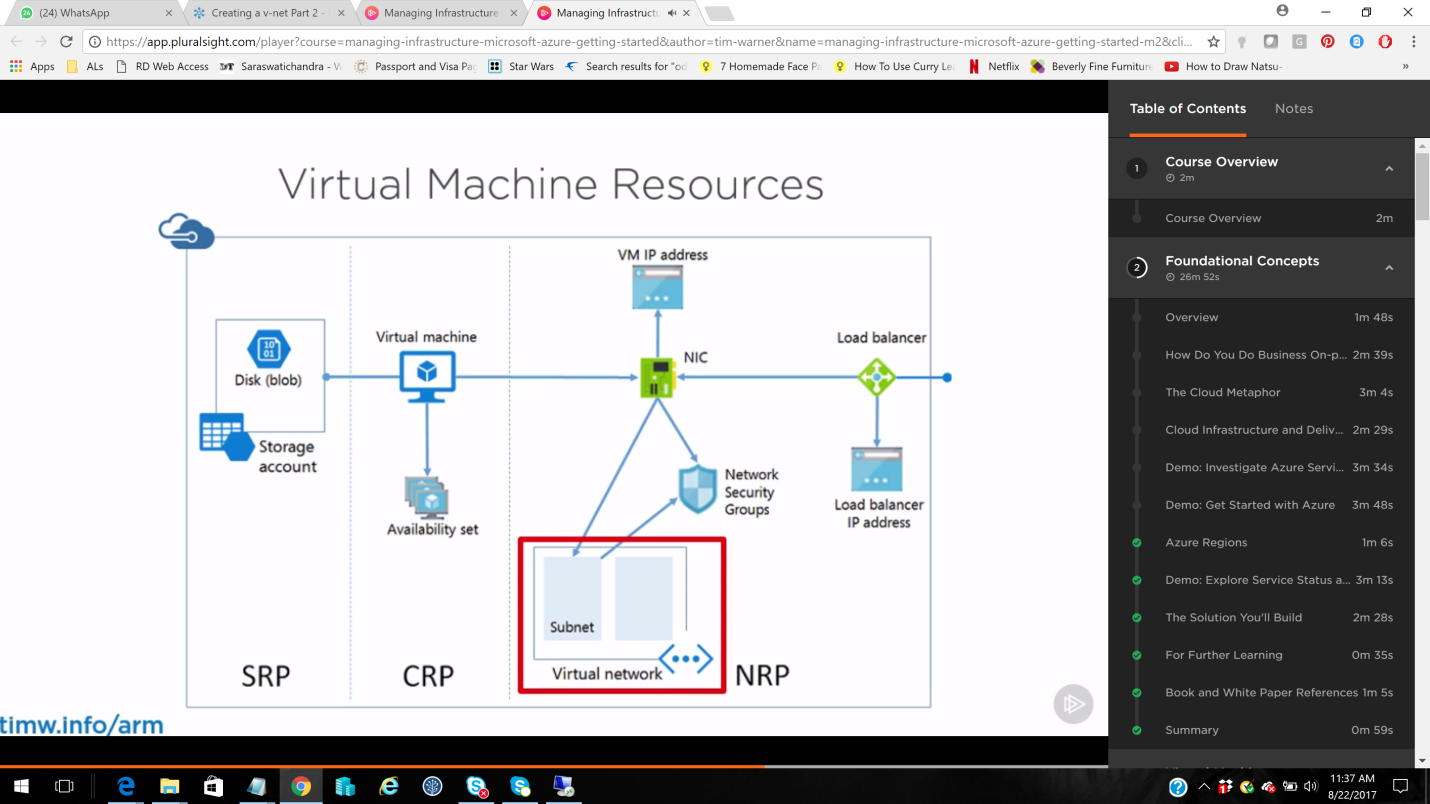 (24) WhatsApp
Creating a v-net Part 2 -
Managing Infrastructure
Managing Infrastructu
https://app.pluralsight.com/player?course=managing-infrastructure-microsoft-azure-getting-started&author=tim-warner&name=managing-infrastructure-microsoft-azure-getting-started-m2&cli...
Apps
ALs
RD Web Access
Saraswatichandra -
Passport and Visa Pa
Star Wars
Search results for "od
7 Homemade Face Pa
How To Use Curry Le
Netflix
Beverly Fine Furniture
How to Draw Natsu-
»
Virtual Machine Resources
VM IP address
Virtual machine
Load balancer
NIC
10
01
Disk (blob)
Storage
account
Network
Security
Groups
Availability set
Load balancer
IP address
Subnet
Virtual network
SRP
CRP
NRP
timw.info/arm
Table of Contents
Notes
1
Course Overview
2m
Course Overview 2m
2
Foundational Concepts
26m 52s
Overview 1m 48s
How Do You Do Business On-p... 2m 39s
The Cloud Metaphor 3m 4s
Cloud Infrastructure and Deliv... 2m 29s
Demo: Investigate Azure Servi... 3m 34s
Demo: Get Started with Azure 3m 48s
Azure Regions 1m 6s
Demo: Explore Service Status a... 3m 13s
The Solution You'll Build 2m 28s
For Further Learning 0m 35s
Book and White Paper References 1m 5s
Summary 0m 59s
11:37 AM
8/22/2017